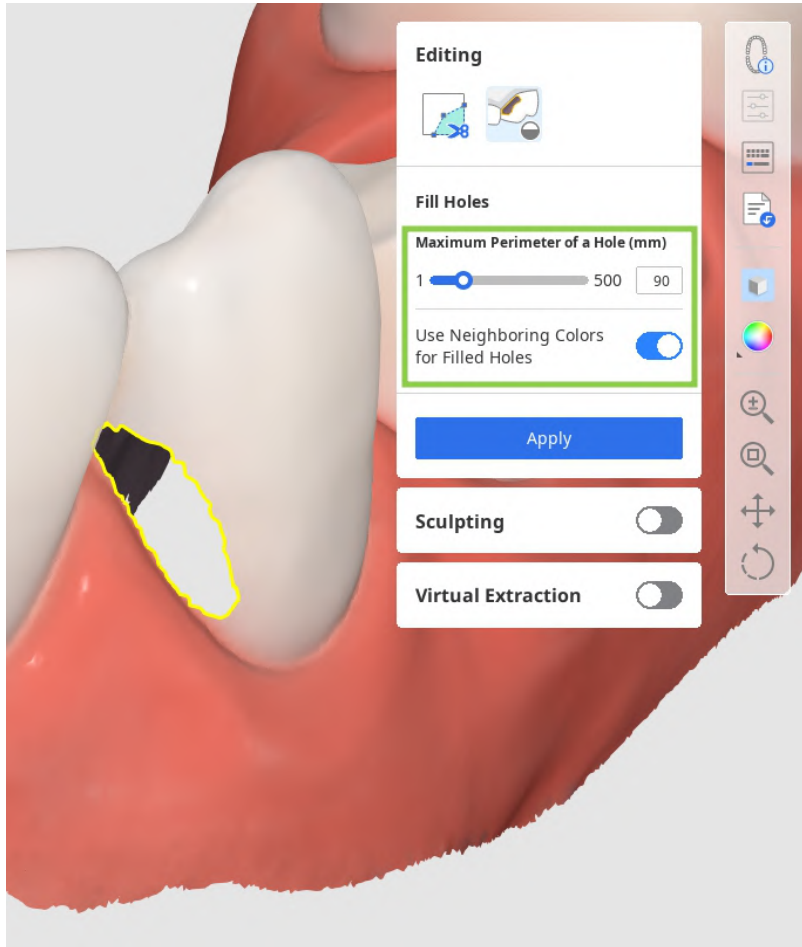 Editing
Fill Holes
Maximum Perimeter of a Hole (mm)
1 500 90
Use Neighboring Colors
for Filled Holes
Apply
Sculpting
Virtual Extraction